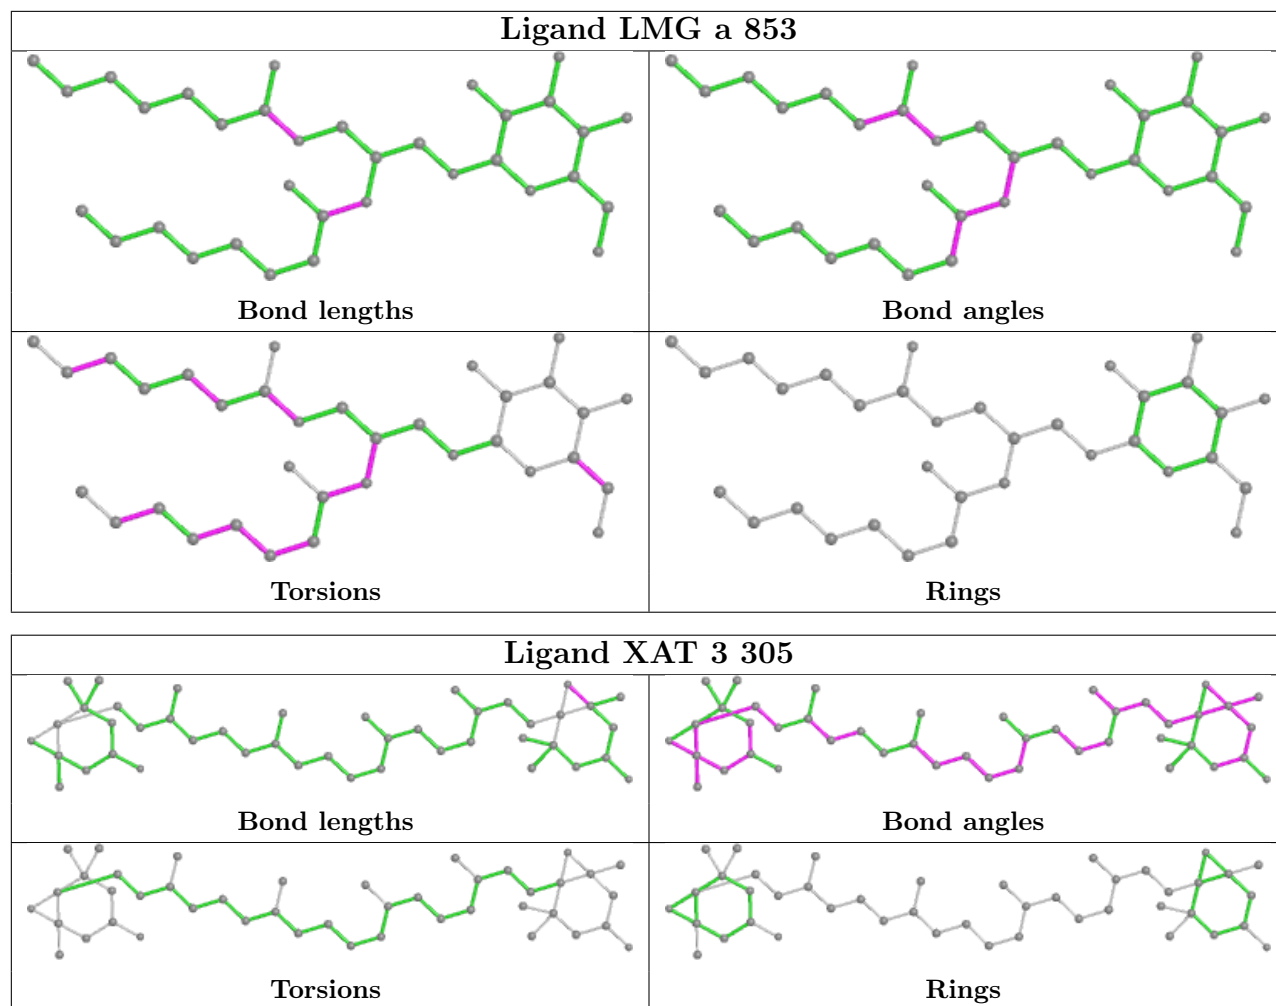 Ligand LMG a 853
Bond lengths
Bond angles
Torsions
Rings
Ligand XAT 3 305
Bond lengths
Bond angles
Torsions
Rings